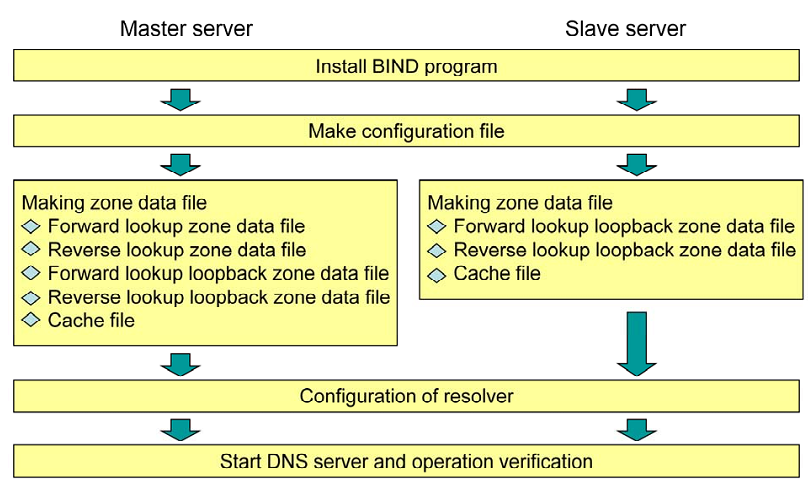 Master server
Slave server
Install BIND program
Make configuration file
Making zone data file
Forward lookup zone data file
Reverse lookup zone data file
Forward lookup loopback zone data file
Reverse lookup loopback zone data file
Cache file
Making zone data file
Forward lookup loopback zone data file
Reverse lookup loopback zone data file
Cache file
Configuration of resolver
Start DNS server and operation verification